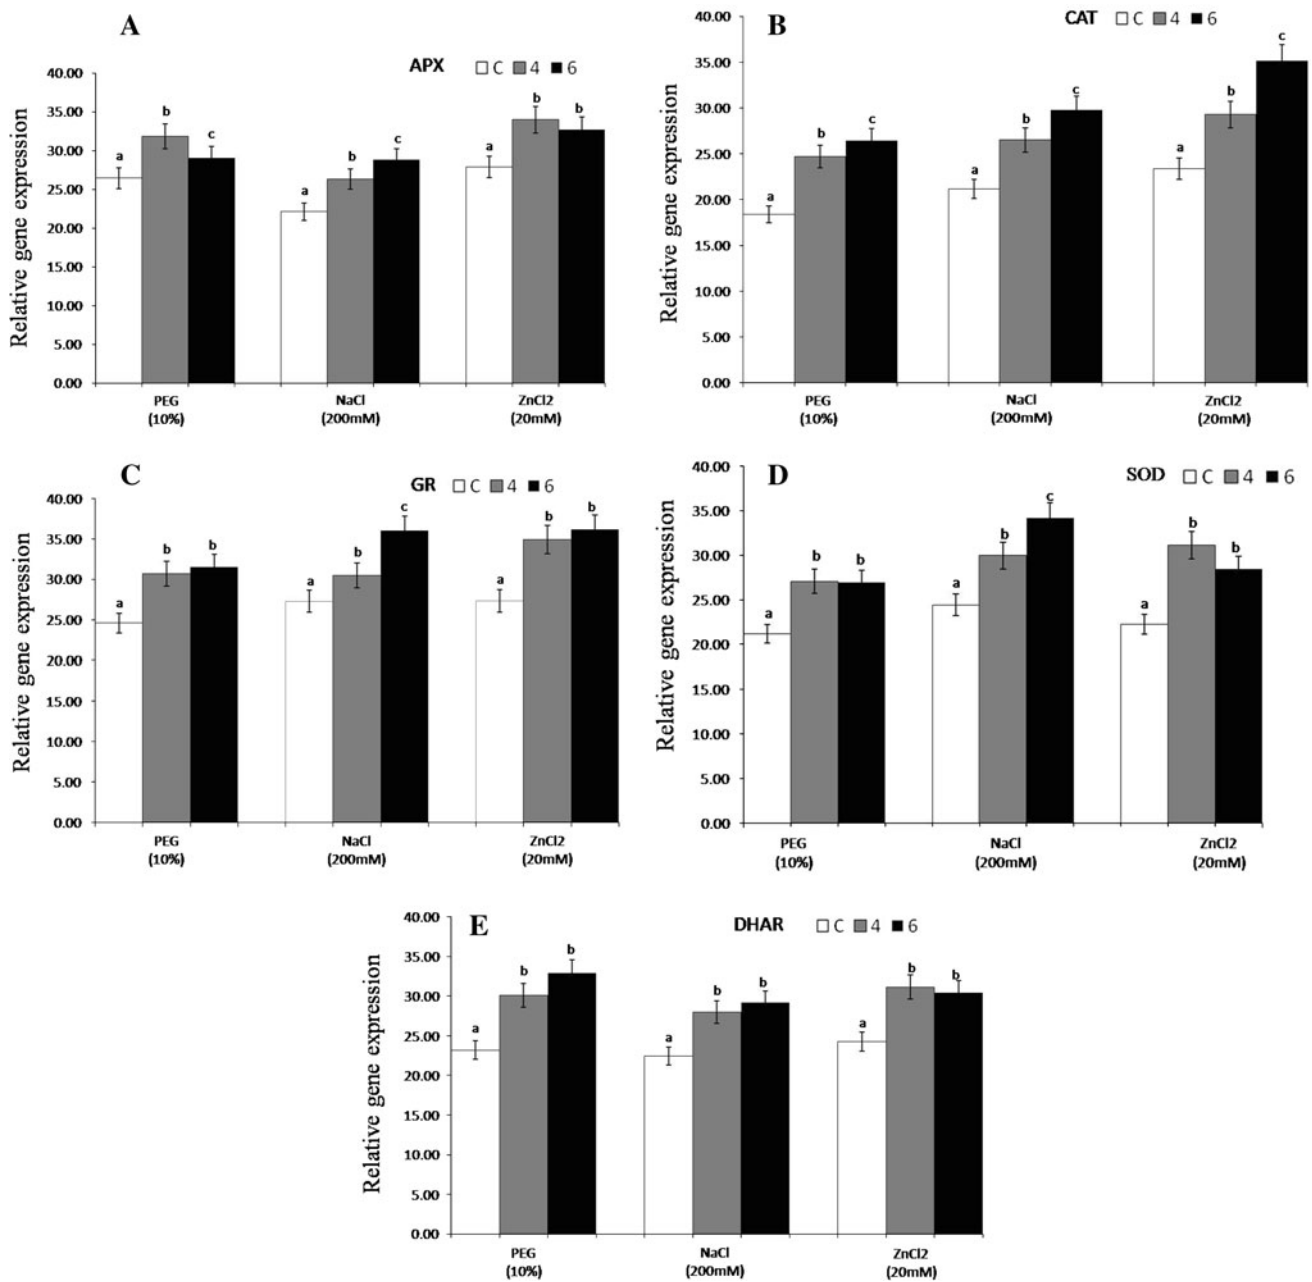 A
APX C 4 6
Relative gene expression
40.00
35.00
30.00
25.00
20.00
15.00
10.00
5.00
0.00
a b c
a b c
a b b
PEG NaCl ZnCl2
(10%) (200mM) (20mM)
B
CAT C 4 6
Relative gene expression
40.00
35.00
30.00
25.00
20.00
15.00
10.00
5.00
0.00
a b c
a b c
a b c
PEG NaCl ZnCl2
(10%) (200mM) (20mM)
C
GR C 4 6
Relative gene expression
40.00
35.00
30.00
25.00
20.00
15.00
10.00
5.00
0.00
a b b
a b c
a b b
PEG NaCl ZnCl2
(10%) (200mM) (20mM)
D
SOD C 4 6
Relative gene expression
40.00
35.00
30.00
25.00
20.00
15.00
10.00
5.00
0.00
a b b
a b c
a b b
PEG NaCl ZnCl2
(10%) (200mM) (20mM)
E
DHAR C 4 6
Relative gene expression
40.00
35.00
30.00
25.00
20.00
15.00
10.00
5.00
0.00
a b b
a b b
a b b
PEG NaCl ZnCl2
(10%) (200mM) (20mM)